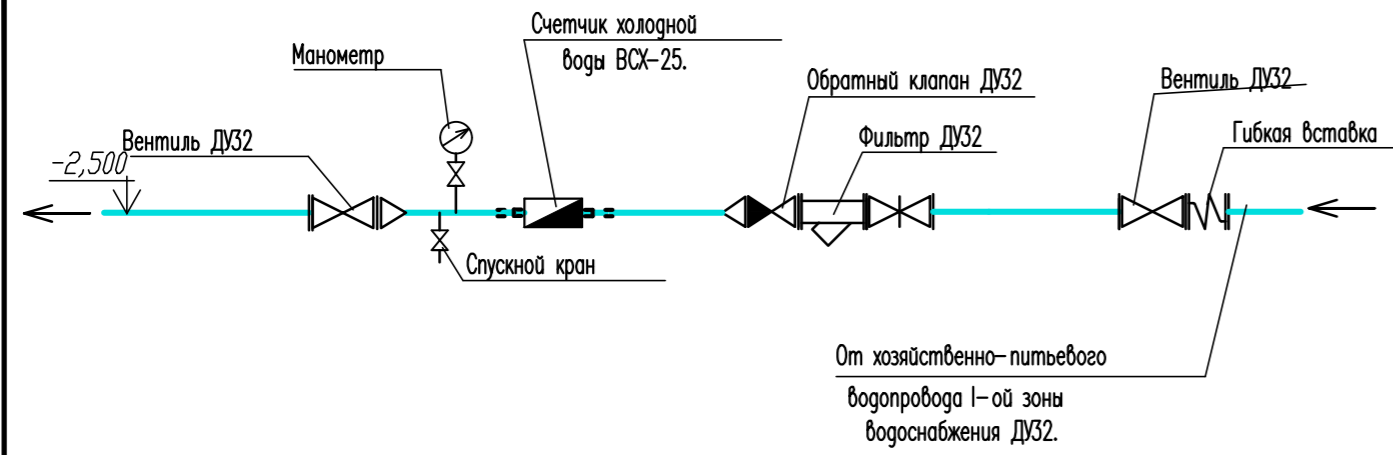 Счетчик холодной
воды ВСХ-25.
Манометр
Обратный клапан ДУ32
Вентиль ДУ32
Вентиль ДУ32
Фильтр ДУ32
Гибкая вставка
-2,500
Спускной кран
От хозяйственно-питьевого
водопровода I-ой зоны
водоснабжения ДУ32.